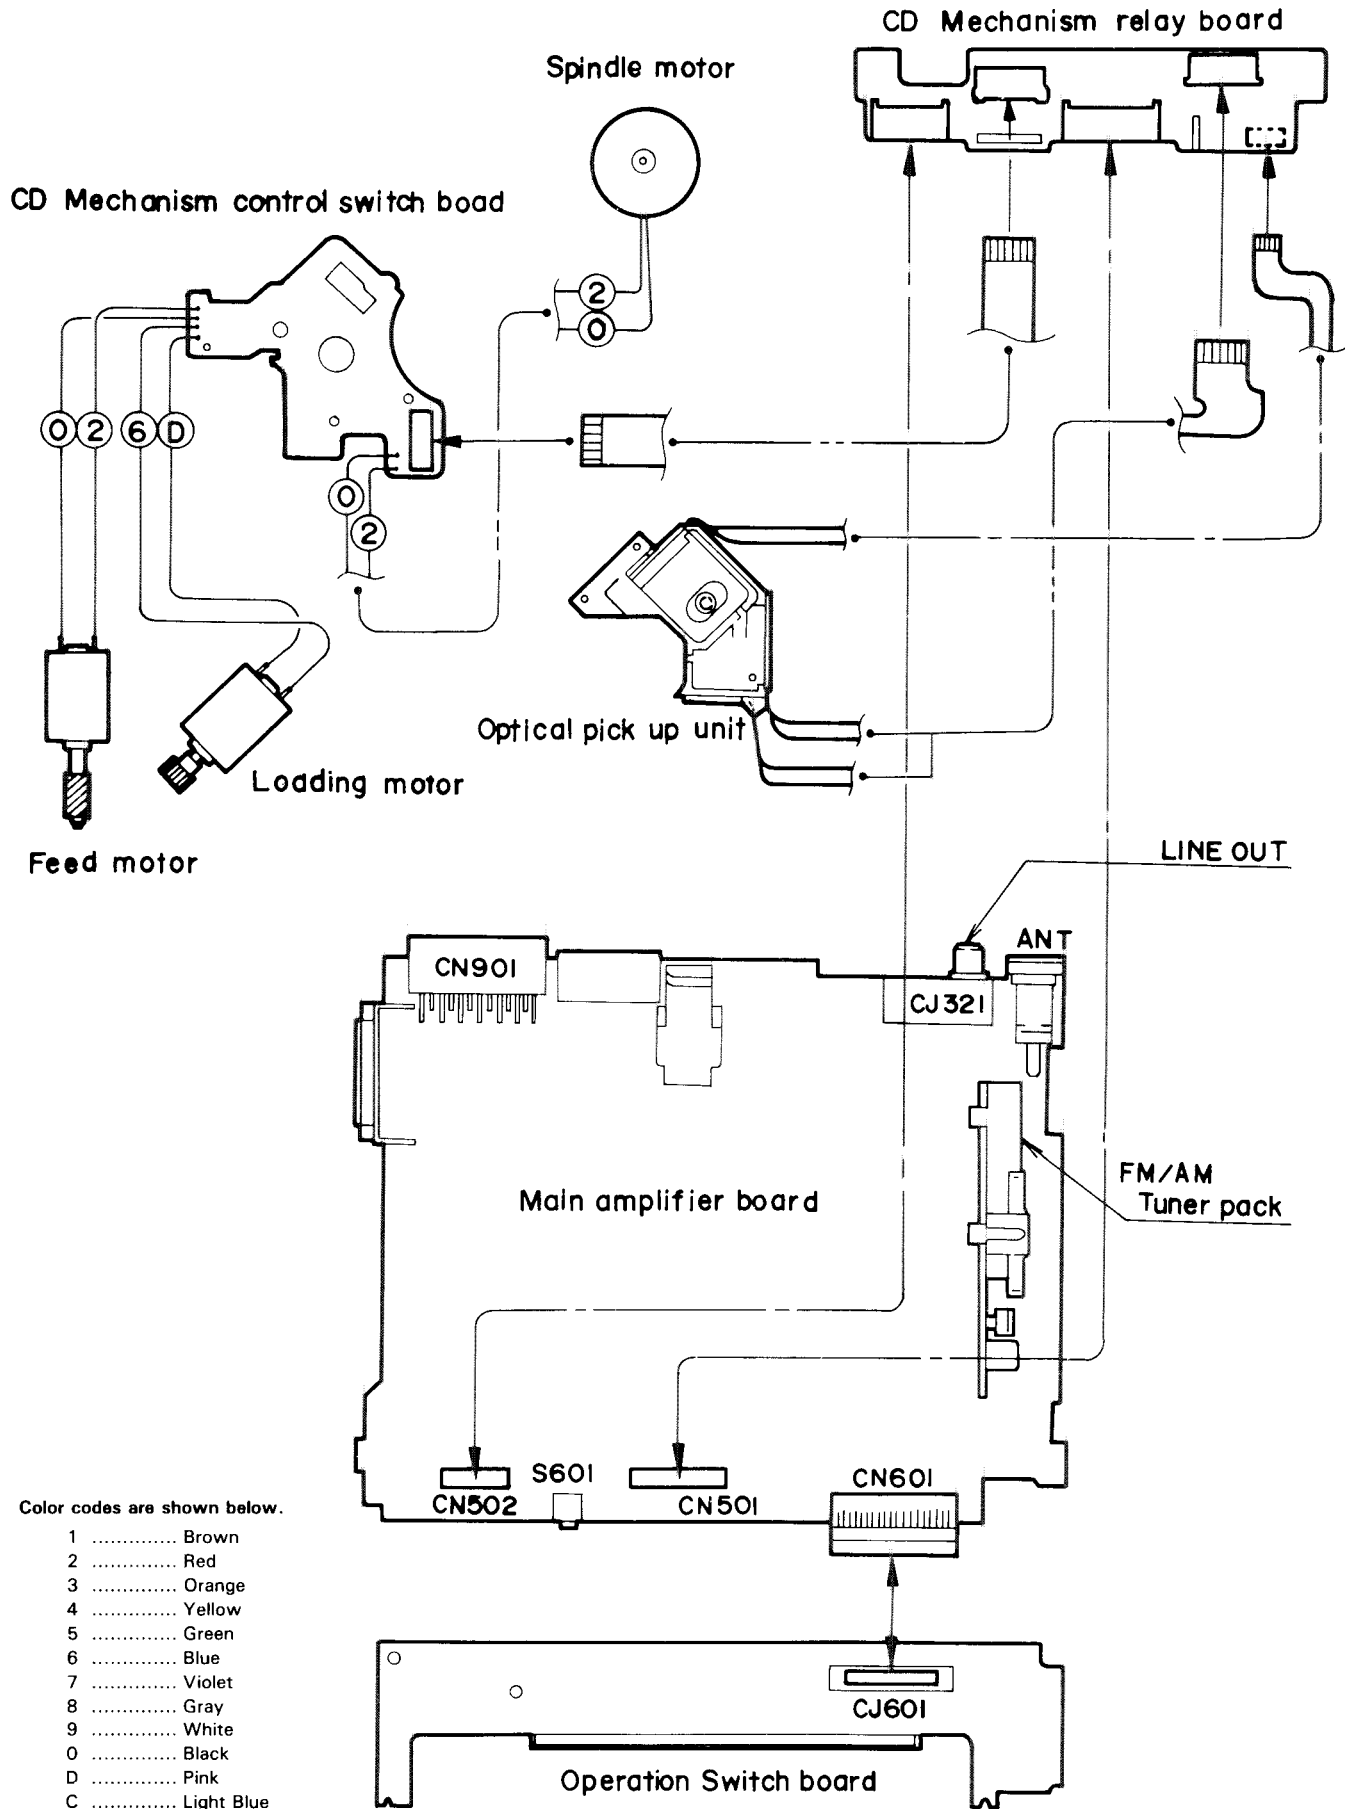 CD Mechanism relay board
Spindle motor
CD Mechanism control switch boad
2
0
0 2 6 D
0
2
Optical pick up unit
Loading motor
Feed motor
LINE OUT
ANT
CN901
CJ321
FM/AM
Tuner pack
Main amplifier board
S601
CN601
CN502
CN501
Color codes are shown below.
1 .............. Brown
2 .............. Red
3 .............. Orange
4 .............. Yellow
5 .............. Green
6 .............. Blue
7 .............. Violet
8 .............. Gray
9 .............. White
0 .............. Black
D .............. Pink
C .............. Light Blue
CJ601
Operation Switch board